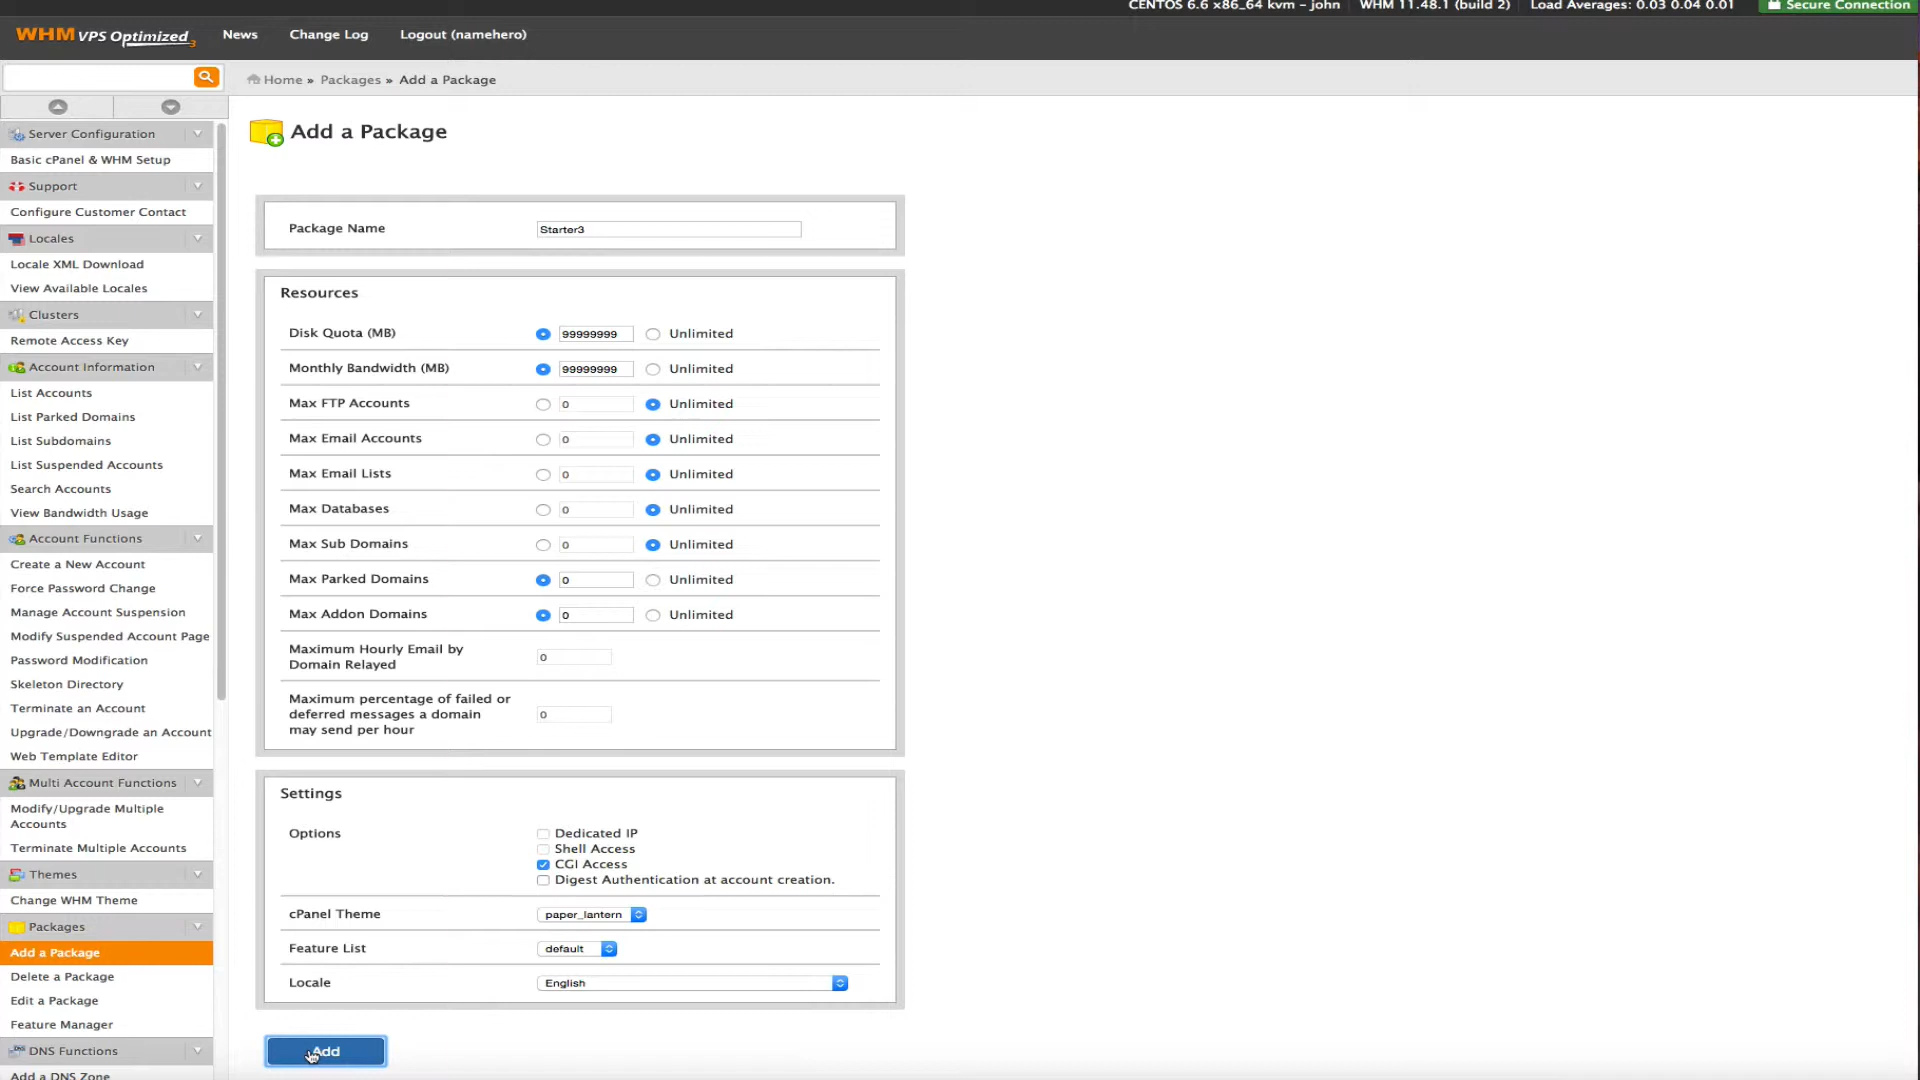 CENTOS 6.6 x86_64 kvm – john WHM 11.48.1 (build 2) Load Averages: 0.03 0.04 0.01 Secure Connection
WHM VPS Optimized 3 News Change Log Logout (namehero)
Home » Packages » Add a Package
Add a Package
Server Configuration
Basic cPanel & WHM Setup
Support
Configure Customer Contact
Locales
Locale XML Download
View Available Locales
Clusters
Remote Access Key
Account Information
List Accounts
List Parked Domains
List Subdomains
List Suspended Accounts
Search Accounts
View Bandwidth Usage
Account Functions
Create a New Account
Force Password Change
Manage Account Suspension
Modify Suspended Account Page
Password Modification
Skeleton Directory
Terminate an Account
Upgrade/Downgrade an Account
Web Template Editor
Multi Account Functions
Modify/Upgrade Multiple
Accounts
Terminate Multiple Accounts
Themes
Change WHM Theme
Packages
Add a Package
Delete a Package
Edit a Package
Feature Manager
DNS Functions
Add a DNS Zone
Package Name Starter3
Resources
Disk Quota (MB) 99999999 Unlimited
Monthly Bandwidth (MB) 99999999 Unlimited
Max FTP Accounts 0 Unlimited
Max Email Accounts 0 Unlimited
Max Email Lists 0 Unlimited
Max Databases 0 Unlimited
Max Sub Domains 0 Unlimited
Max Parked Domains 0 Unlimited
Max Addon Domains 0 Unlimited
Maximum Hourly Email by
Domain Relayed 0
Maximum percentage of failed or
deferred messages a domain 0
may send per hour
Settings
Options Dedicated IP
Shell Access
CGI Access
Digest Authentication at account creation.
cPanel Theme paper_lantern
Feature List default
Locale English
Add